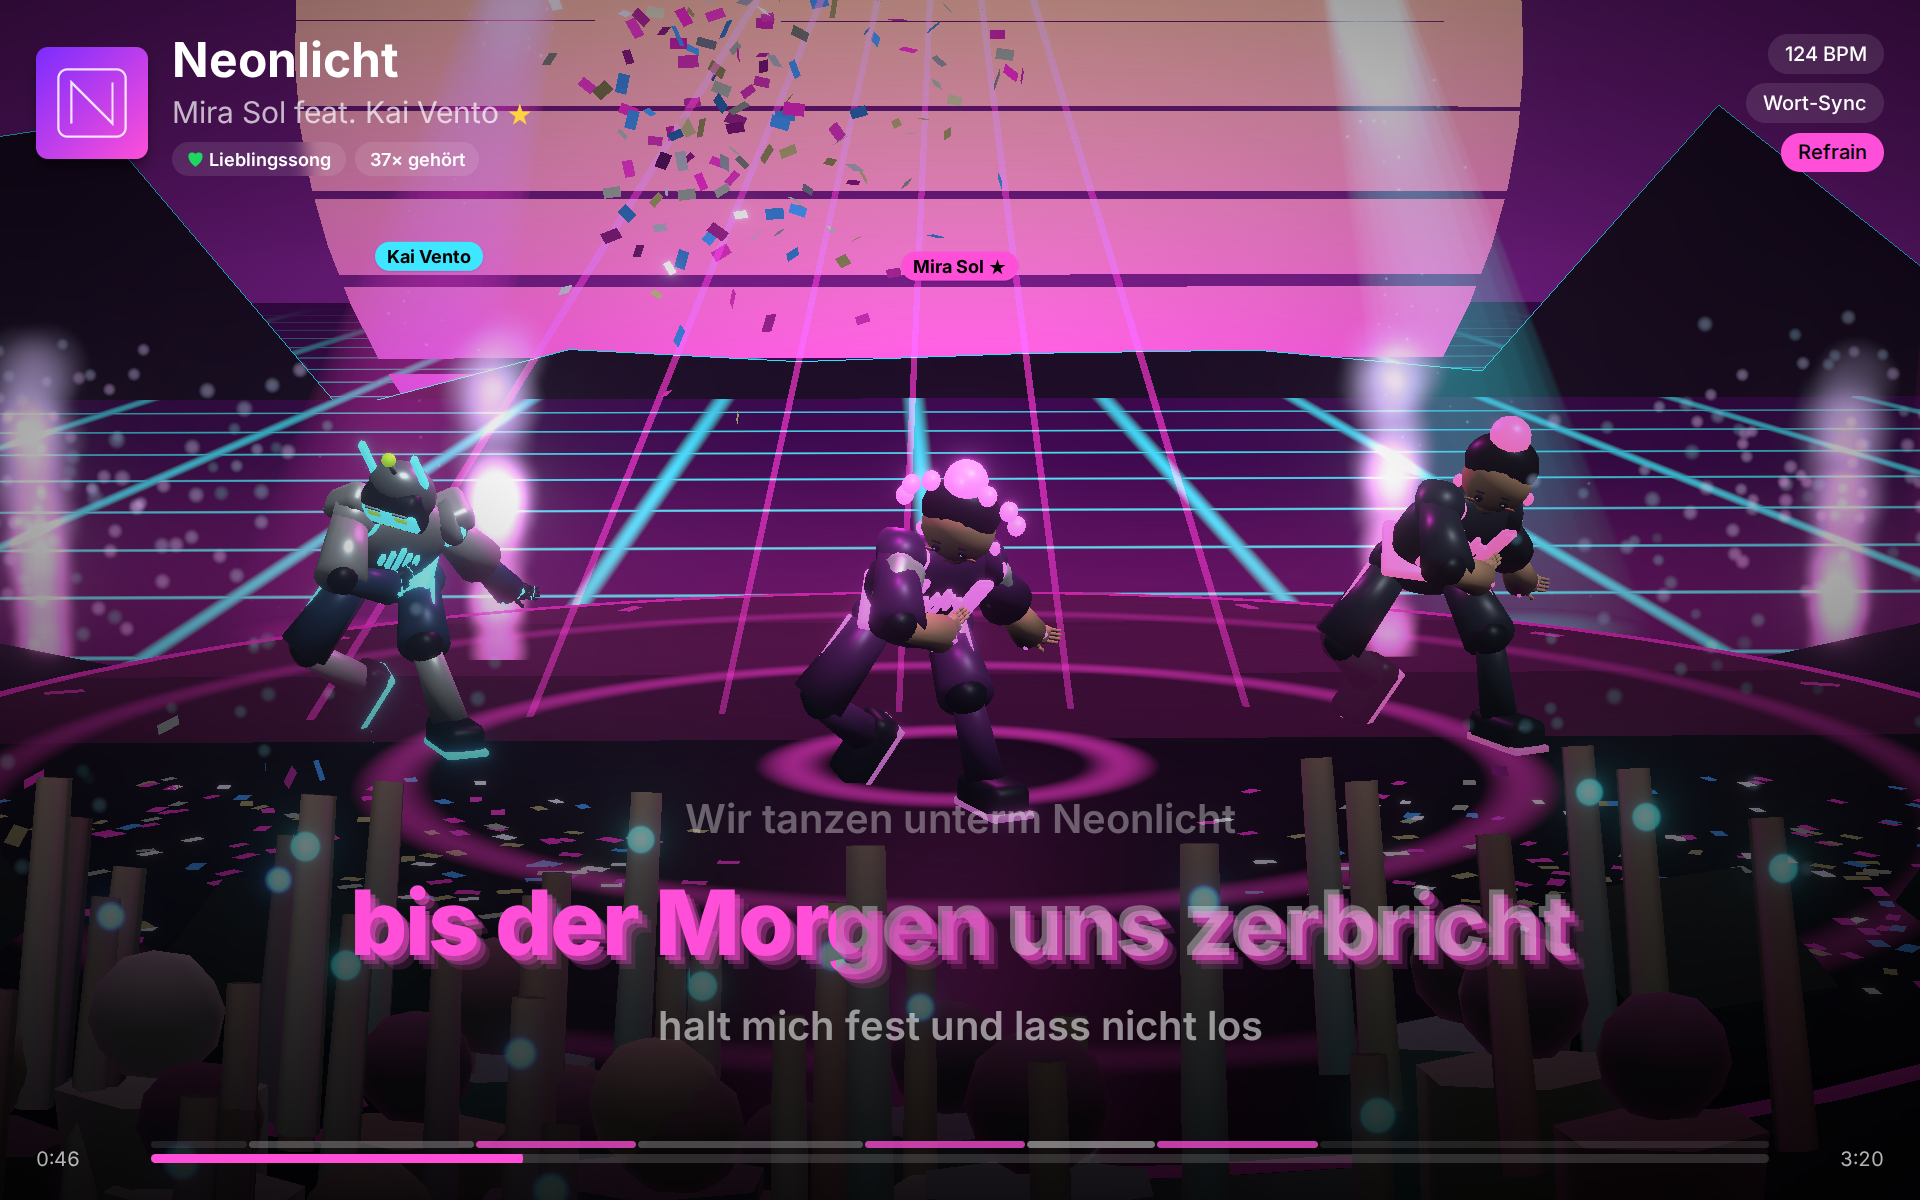 N
Neonlicht
Mira Sol feat. Kai Vento ★
Lieblingssong
37× gehört
124 BPM
Wort-Sync
Refrain
Kai Vento
Mira Sol ★
Wir tanzen unterm Neonlicht
bis der Morgen uns zerbricht
halt mich fest und lass nicht los
0:46
3:20